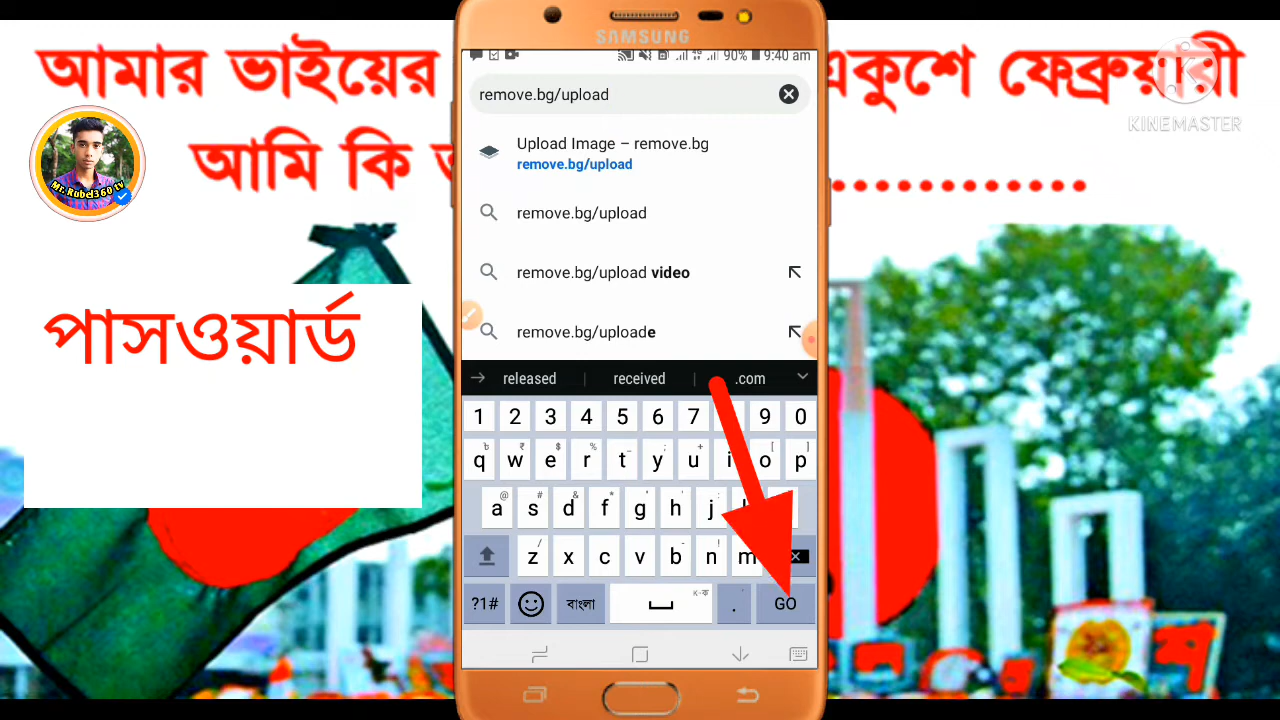 আমার ভাইয়ের
একুশে ফেব্রুয়ারী
আমি কি
KINEMASTER
Mr. Rubel360 tv
পাসওয়ার্ড
SAMSUNG
90% 9:40 am
remove.bg/upload
Upload Image – remove.bg
remove.bg/upload
remove.bg/upload
remove.bg/upload video
remove.bg/uploade
released received .com
1 2 3 4 5 6 7 9 0
q w e r t y u i o p
a s d f g h j
z x c v b n m
?1# বাংলা . GO